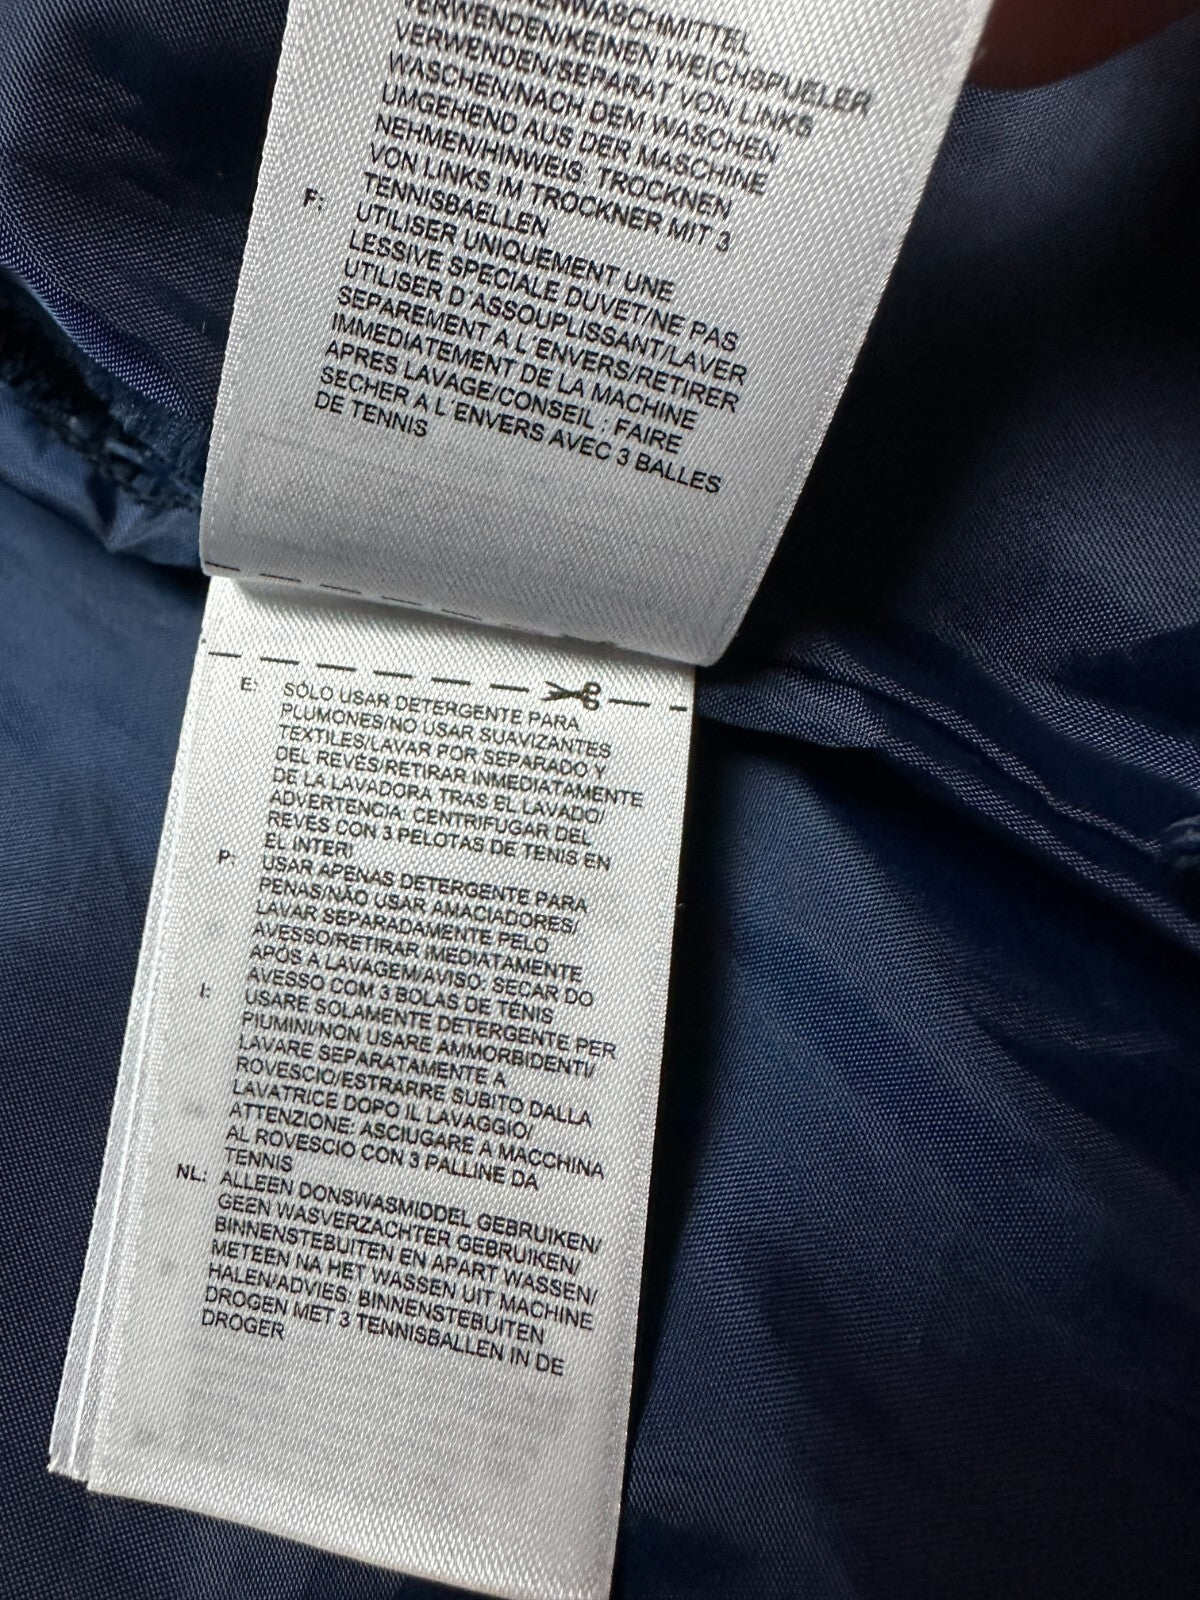 VERWENDEN/KEINEN WEICHSPUELER
VERWENDEN/SEPARAT VON LINKS
WASCHEN/NACH DEM WASCHEN
UMGEHEND AUS DER MASCHINE
NEHMEN/HINWEIS: TROCKNEN
VON LINKS IM TROCKNER MIT 3
TENNISBAELLEN
F: UTILISER UNIQUEMENT UNE
LESSIVE SPECIALE DUVET/NE PAS
UTILISER D'ASSOUPLISSANT/LAVER
SEPAREMENT A L'ENVERS/RETIRER
IMMEDIATEMENT DE LA MACHINE
APRES LAVAGE/CONSEIL : FAIRE
SECHER A L'ENVERS AVEC 3 BALLES
DE TENNIS
E: SÓLO USAR DETERGENTE PARA
PLUMONES/NO USAR SUAVIZANTES
TEXTILES/LAVAR POR SEPARADO Y
DEL REVÉS/RETIRAR INMEDIATAMENTE
DE LA LAVADORA TRAS EL LAVADO/
ADVERTENCIA: CENTRIFUGAR DEL
REVÉS CON 3 PELOTAS DE TENIS EN
EL INTERI
P: USAR APENAS DETERGENTE PARA
PENAS/NÃO USAR AMACIADORES/
LAVAR SEPARADAMENTE PELO
AVESSO/RETIRAR IMEDIATAMENTE
APÓS A LAVAGEM/AVISO: SECAR DO
AVESSO COM 3 BOLAS DE TÉNIS
I: USARE SOLAMENTE DETERGENTE PER
PIUMINI/NON USARE AMMORBIDENTI/
LAVARE SEPARATAMENTE A
ROVESCIO/ESTRARRE SUBITO DALLA
LAVATRICE DOPO IL LAVAGGIO/
ATTENZIONE: ASCIUGARE A MACCHINA
AL ROVESCIO CON 3 PALLINE DA
TENNIS
NL: ALLEEN DONSWASMIDDEL GEBRUIKEN/
GEEN WASVERZACHTER GEBRUIKEN/
BINNENSTEBUITEN EN APART WASSEN/
METEEN NA HET WASSEN UIT MACHINE
HALEN/ADVIES: BINNENSTEBUITEN
DROGEN MET 3 TENNISBALLEN IN DE
DROGER